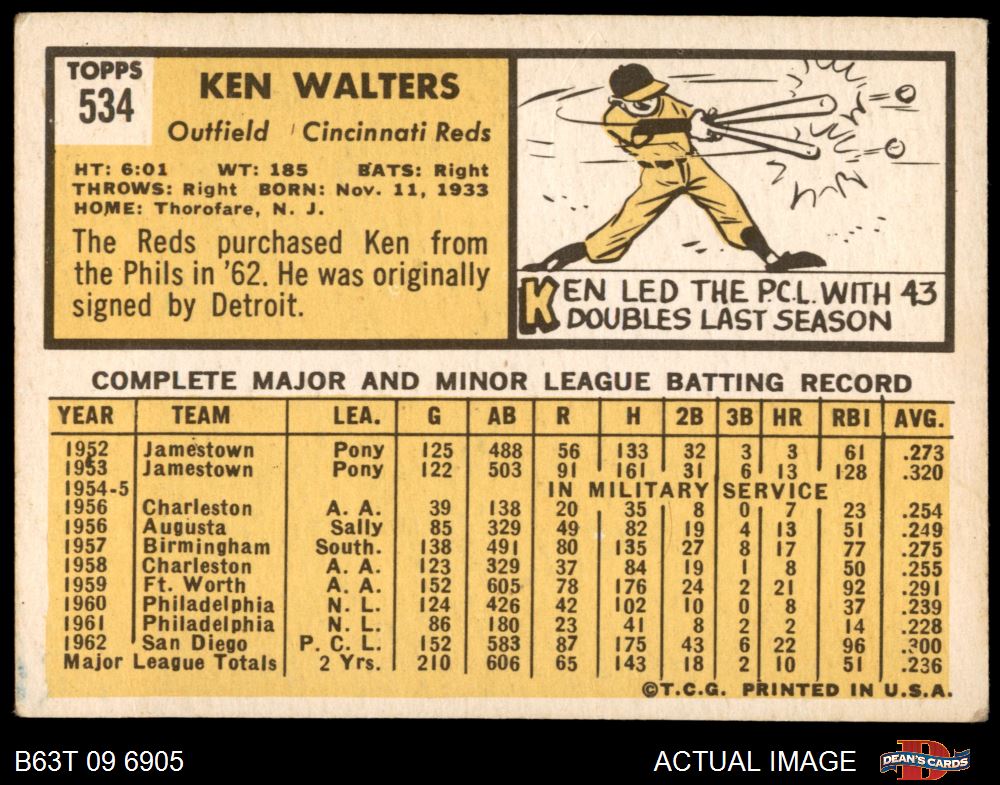 TOPPS
534
KEN WALTERS
Outfield Cincinnati Reds
HT: 6:01 WT: 185 BATS: Right
THROWS: Right BORN: Nov. 11, 1933
HOME: Thorofare, N. J.
The Reds purchased Ken from
the Phils in '62. He was originally
signed by Detroit.
KEN LED THE P.C.L. WITH 43
DOUBLES LAST SEASON
COMPLETE MAJOR AND MINOR LEAGUE BATTING RECORD
YEAR TEAM LEA. G AB R H 2B 3B HR RBI AVG.
1952 Jamestown Pony 125 488 56 133 32 3 3 61 .273
1953 Jamestown Pony 122 503 91 161 31 6 13 128 .320
1954-5 IN MILITARY SERVICE
1956 Charleston A. A. 39 138 20 35 8 0 7 23 .254
1956 Augusta Sally 85 329 49 82 19 4 13 51 .249
1957 Birmingham South. 138 491 80 135 27 8 17 77 .275
1958 Charleston A. A. 123 329 37 84 19 1 8 50 .255
1959 Ft. Worth A. A. 152 605 78 176 24 2 21 92 .291
1960 Philadelphia N. L. 124 426 42 102 10 0 8 37 .239
1961 Philadelphia N. L. 86 180 23 41 8 2 2 14 .228
1962 San Diego P. C. L. 152 583 87 175 43 6 22 96 .300
Major League Totals 2 Yrs. 210 606 65 143 18 2 10 51 .236
©T.C.G. PRINTED IN U.S.A.
B63T 09 6905
ACTUAL IMAGE
DEAN'S CARDS